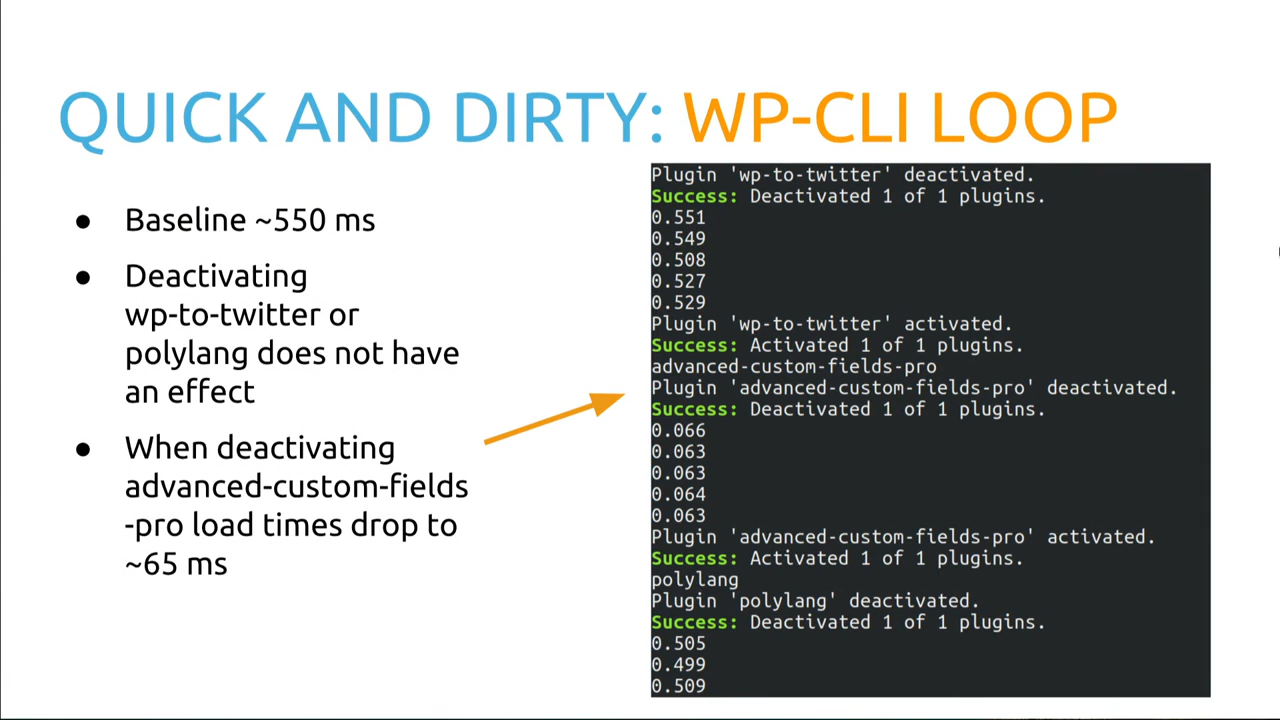 QUICK AND DIRTY: WP-CLI LOOP
● Baseline ~550 ms
● Deactivating
wp-to-twitter or
polylang does not have
an effect
● When deactivating
advanced-custom-fields
-pro load times drop to
~65 ms
Plugin 'wp-to-twitter' deactivated.
Success: Deactivated 1 of 1 plugins.
0.551
0.549
0.508
0.527
0.529
Plugin 'wp-to-twitter' activated.
Success: Activated 1 of 1 plugins.
advanced-custom-fields-pro
Plugin 'advanced-custom-fields-pro' deactivated.
Success: Deactivated 1 of 1 plugins.
0.066
0.063
0.063
0.064
0.063
Plugin 'advanced-custom-fields-pro' activated.
Success: Activated 1 of 1 plugins.
polylang
Plugin 'polylang' deactivated.
Success: Deactivated 1 of 1 plugins.
0.505
0.499
0.509